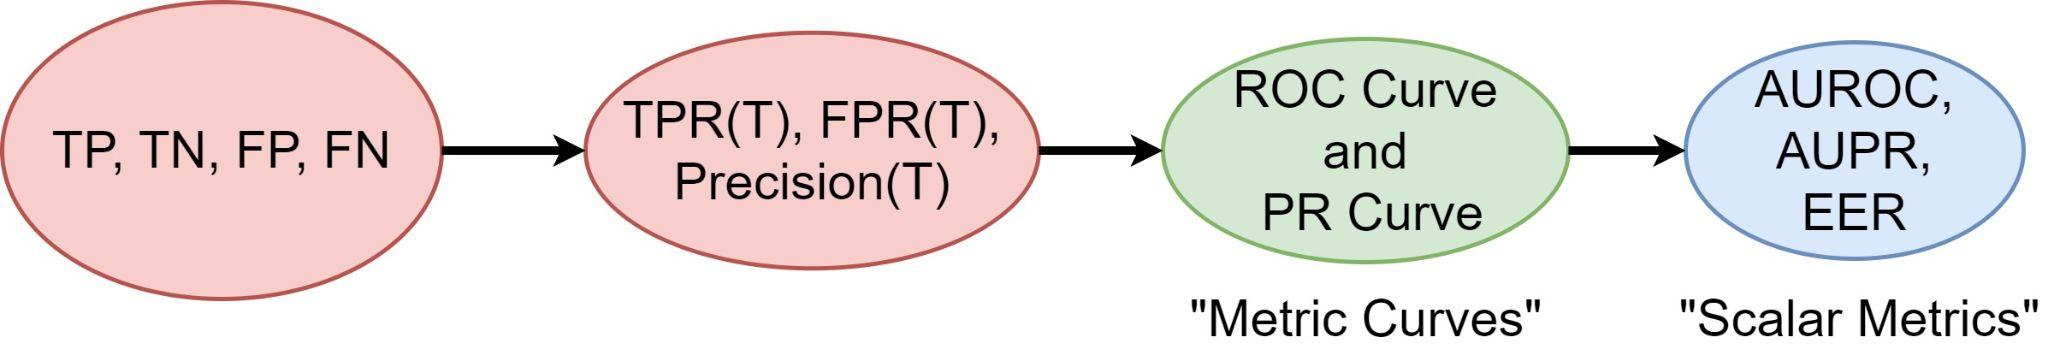 TP, TN, FP, FN
TPR(T), FPR(T),
Precision(T)
ROC Curve
and
PR Curve
"Metric Curves"
AUROC,
AUPR,
EER
"Scalar Metrics"